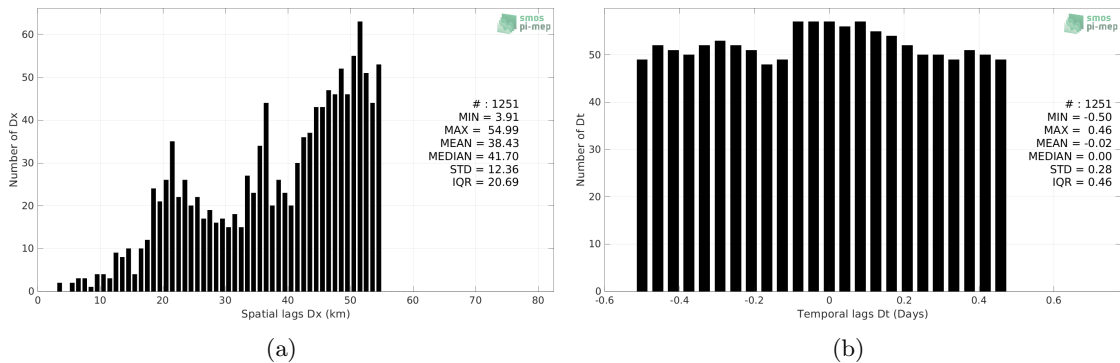 smos
pi-mep
60
50
40
30
20
10
0
Number of Dx
# : 1251
MIN = 3.91
MAX = 54.99
MEAN = 38.43
MEDIAN = 41.70
STD = 12.36
IQR = 20.69
0 10 20 30 40 50 60 70 80
Spatial lags Dx (km)
(a)
smos
pi-mep
50
40
30
20
10
0
Number of Dt
# : 1251
MIN = -0.50
MAX = 0.46
MEAN = -0.02
MEDIAN = 0.00
STD = 0.28
IQR = 0.46
-0.6 -0.4 -0.2 0 0.2 0.4 0.6
Temporal lags Dt (Days)
(b)